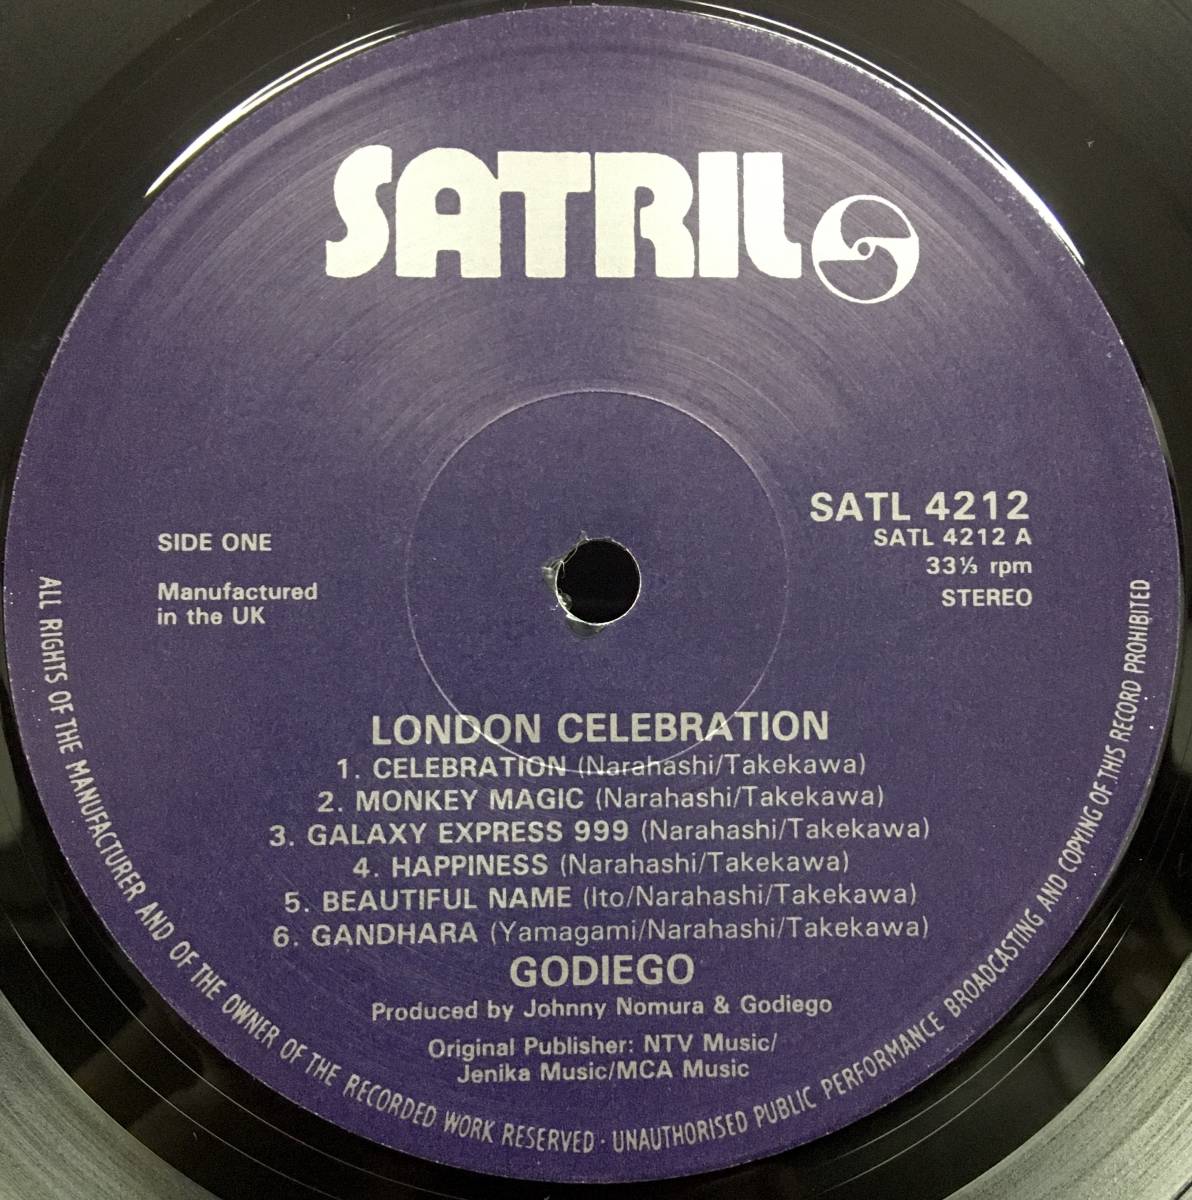 SATRIL
SATL 4212
SATL 4212 A
33⅓ rpm
STEREO
SIDE ONE
Manufactured
in the UK
LONDON CELEBRATION
1. CELEBRATION (Narahashi/Takekawa)
2. MONKEY MAGIC (Narahashi/Takekawa)
3. GALAXY EXPRESS 999 (Narahashi/Takekawa)
4. HAPPINESS (Narahashi/Takekawa)
5. BEAUTIFUL NAME (Ito/Narahashi/Takekawa)
6. GANDHARA (Yamagami/Narahashi/Takekawa)
GODIEGO
Produced by Johnny Nomura & Godiego
Original Publisher: NTV Music/
Jenika Music/MCA Music
ALL RIGHTS OF THE MANUFACTURER AND OF THE OWNER OF THE RECORDED WORK RESERVED · UNAUTHORISED PUBLIC PERFORMANCE BROADCASTING AND COPYING OF THIS RECORD PROHIBITED